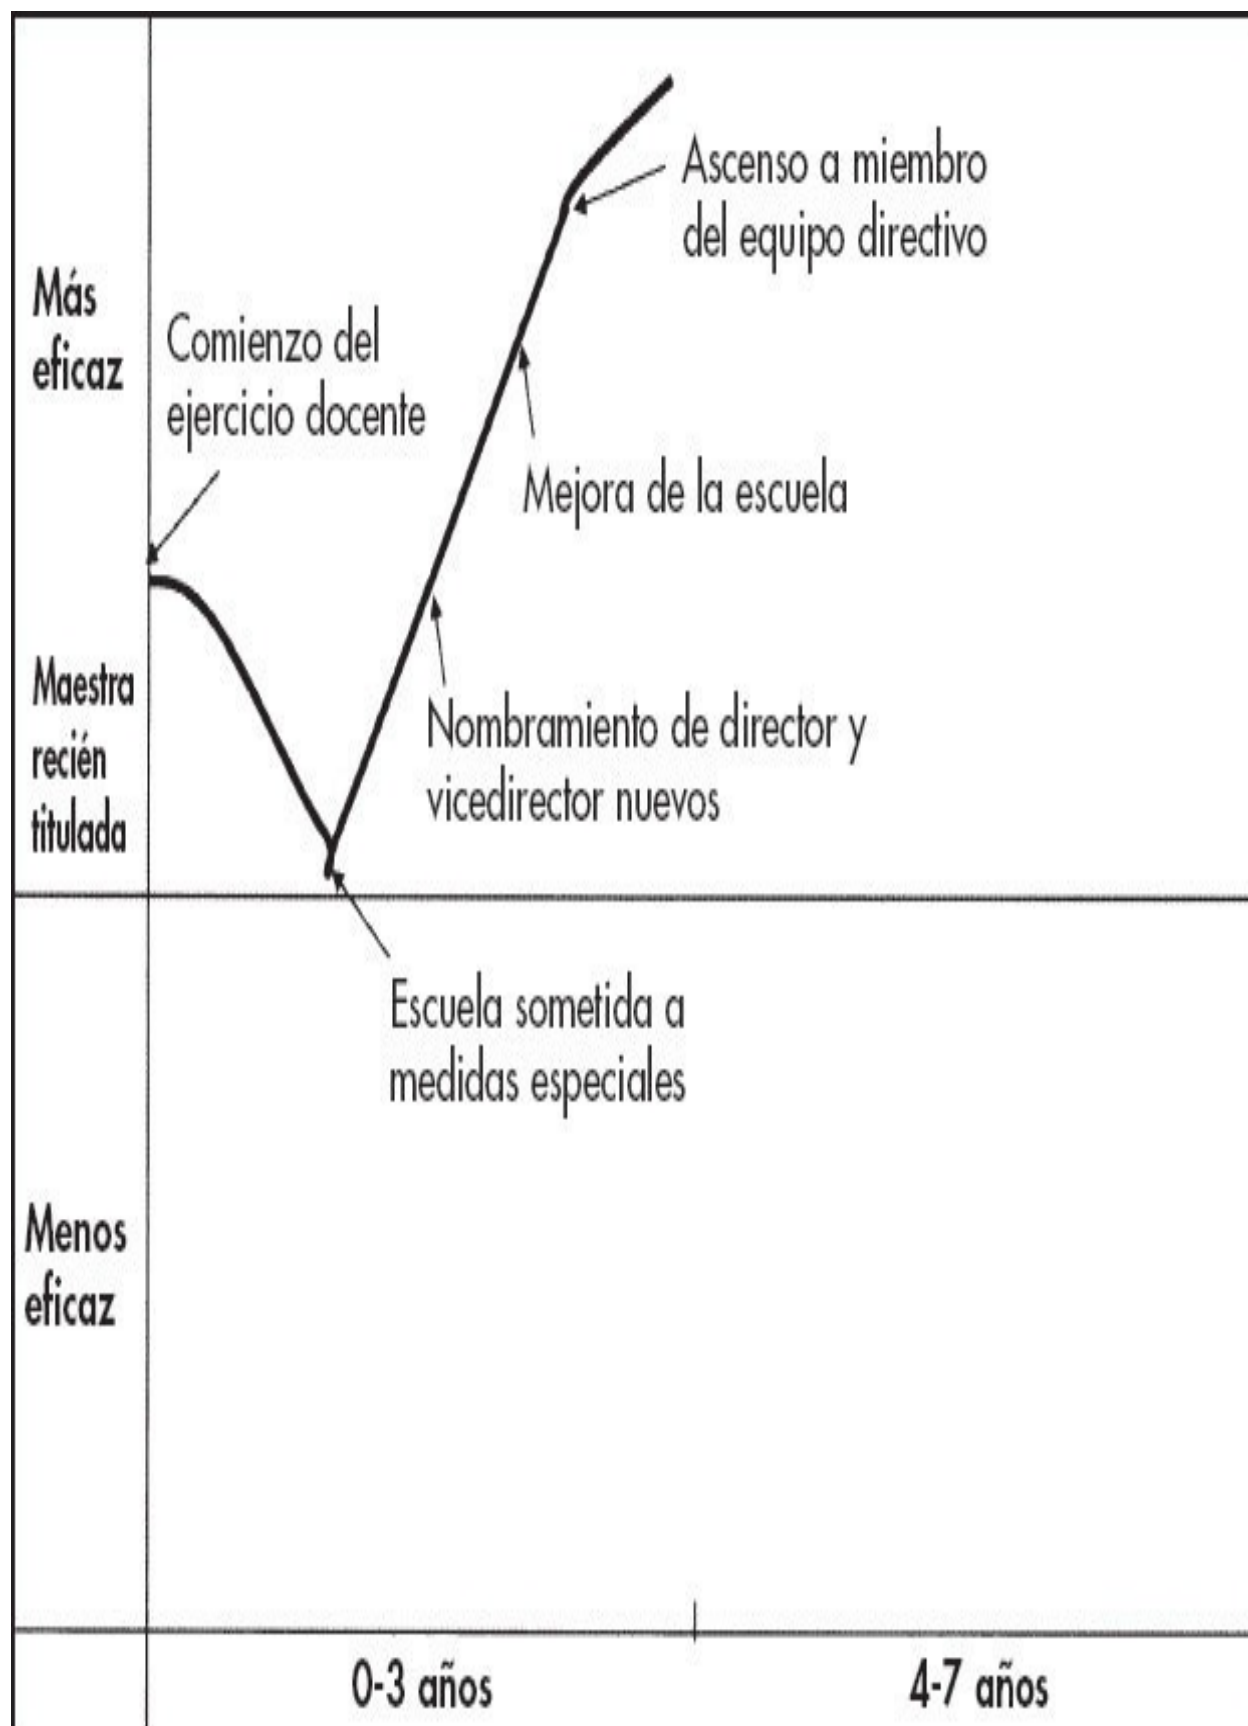 Más
eficaz
Maestra
recién
titulada
Menos
eficaz
Comienzo del
ejercicio docente
Ascenso a miembro
del equipo directivo
Mejora de la escuela
Nombramiento de director y
vicedirector nuevos
Escuela sometida a
medidas especiales
0-3 años
4-7 años